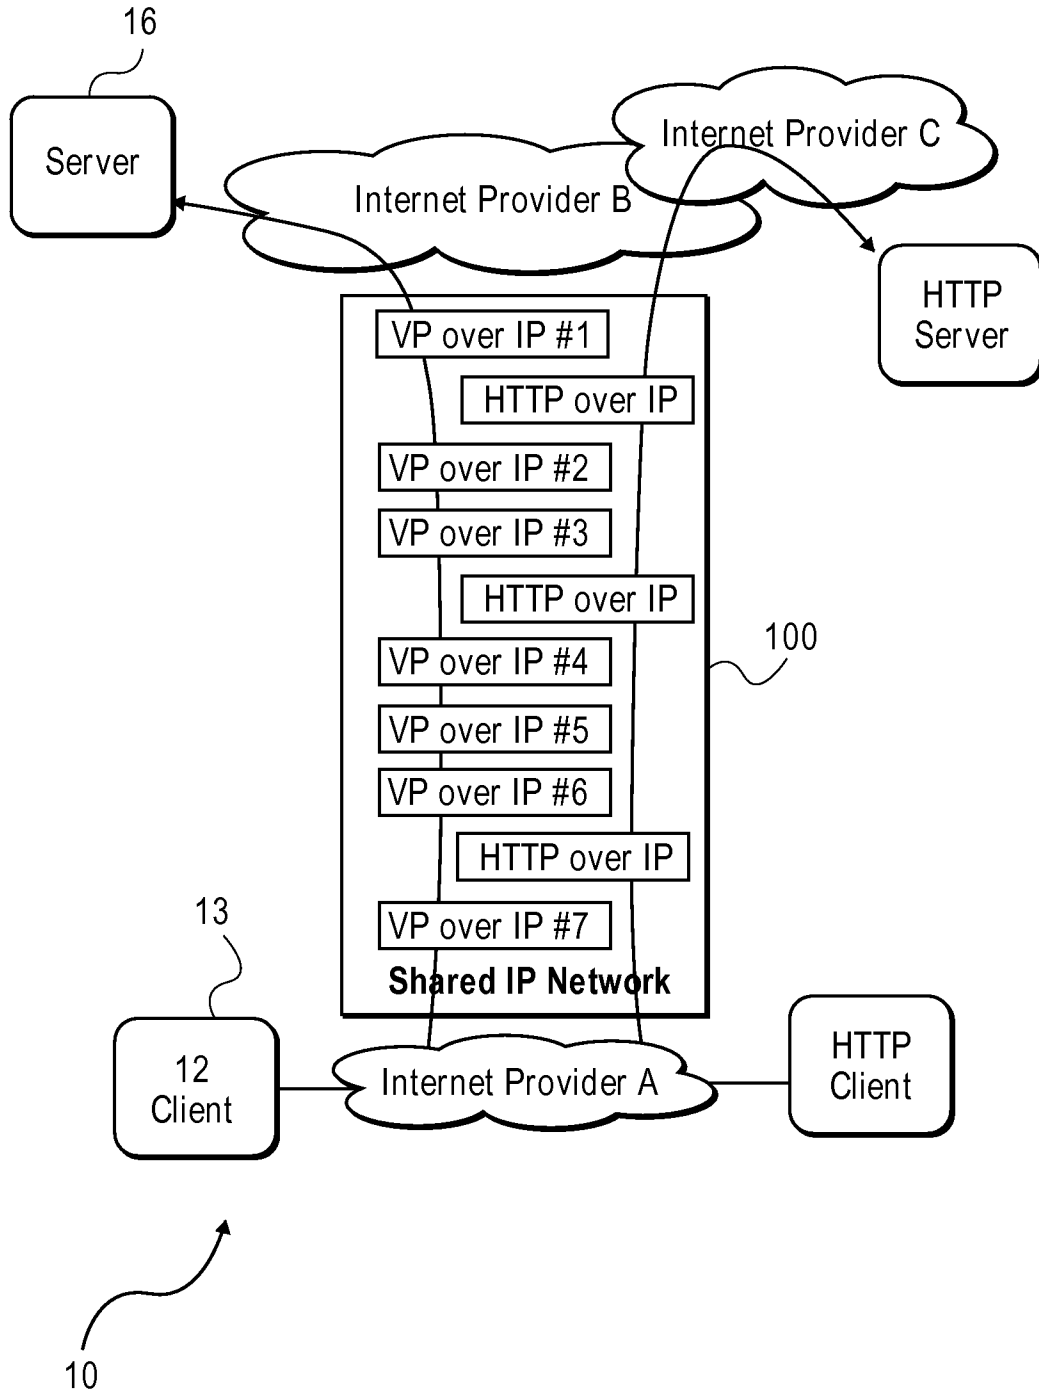 16
Server
Internet Provider C
Internet Provider B
HTTP
Server
VP over IP #1
HTTP over IP
VP over IP #2
VP over IP #3
HTTP over IP
100
VP over IP #4
VP over IP #5
VP over IP #6
HTTP over IP
13
VP over IP #7
Shared IP Network
12
Client
Internet Provider A
HTTP
Client
10